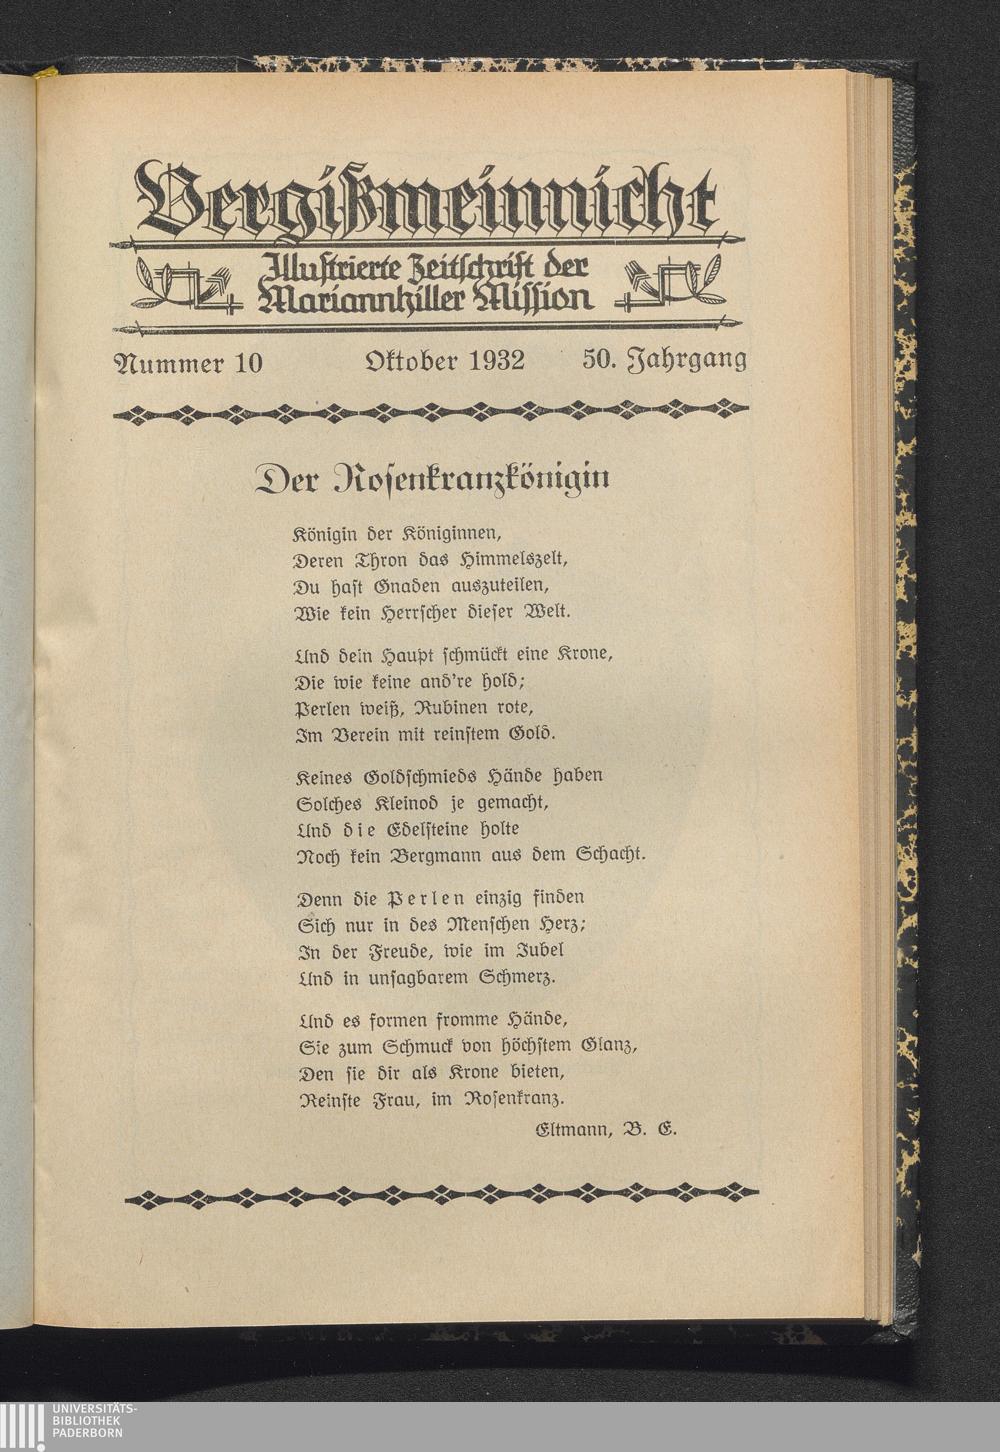 Vergißmeinnicht
Illustrierte Zeitschrift der
Mariannhiller Mission
Nummer 10 Oktober 1932 50. Jahrgang
Der Rosenkranzkönigin
Königin der Königinnen,
Deren Thron das Himmelszelt,
Du hast Gnaden auszuteilen,
Wie kein Herrscher dieser Welt.
Und dein Haupt schmückt eine Krone,
Die wie keine and're hold;
Perlen weiß, Rubinen rote,
Im Verein mit reinstem Gold.
Keines Goldschmieds Hände haben
Solches Kleinod je gemacht,
Und die Edelsteine holte
Noch kein Bergmann aus dem Schacht.
Denn die Perlen einzig finden
Sich nur in des Menschen Herz;
In der Freude, wie im Jubel
Und in unsagbarem Schmerz.
Und es formen fromme Hände,
Sie zum Schmuck von höchstem Glanz,
Den sie dir als Krone bieten,
Reinste Frau, im Rosenkranz.
Eltmann, B. E.
UNIVERSITÄTS-
BIBLIOTHEK
PADERBORN